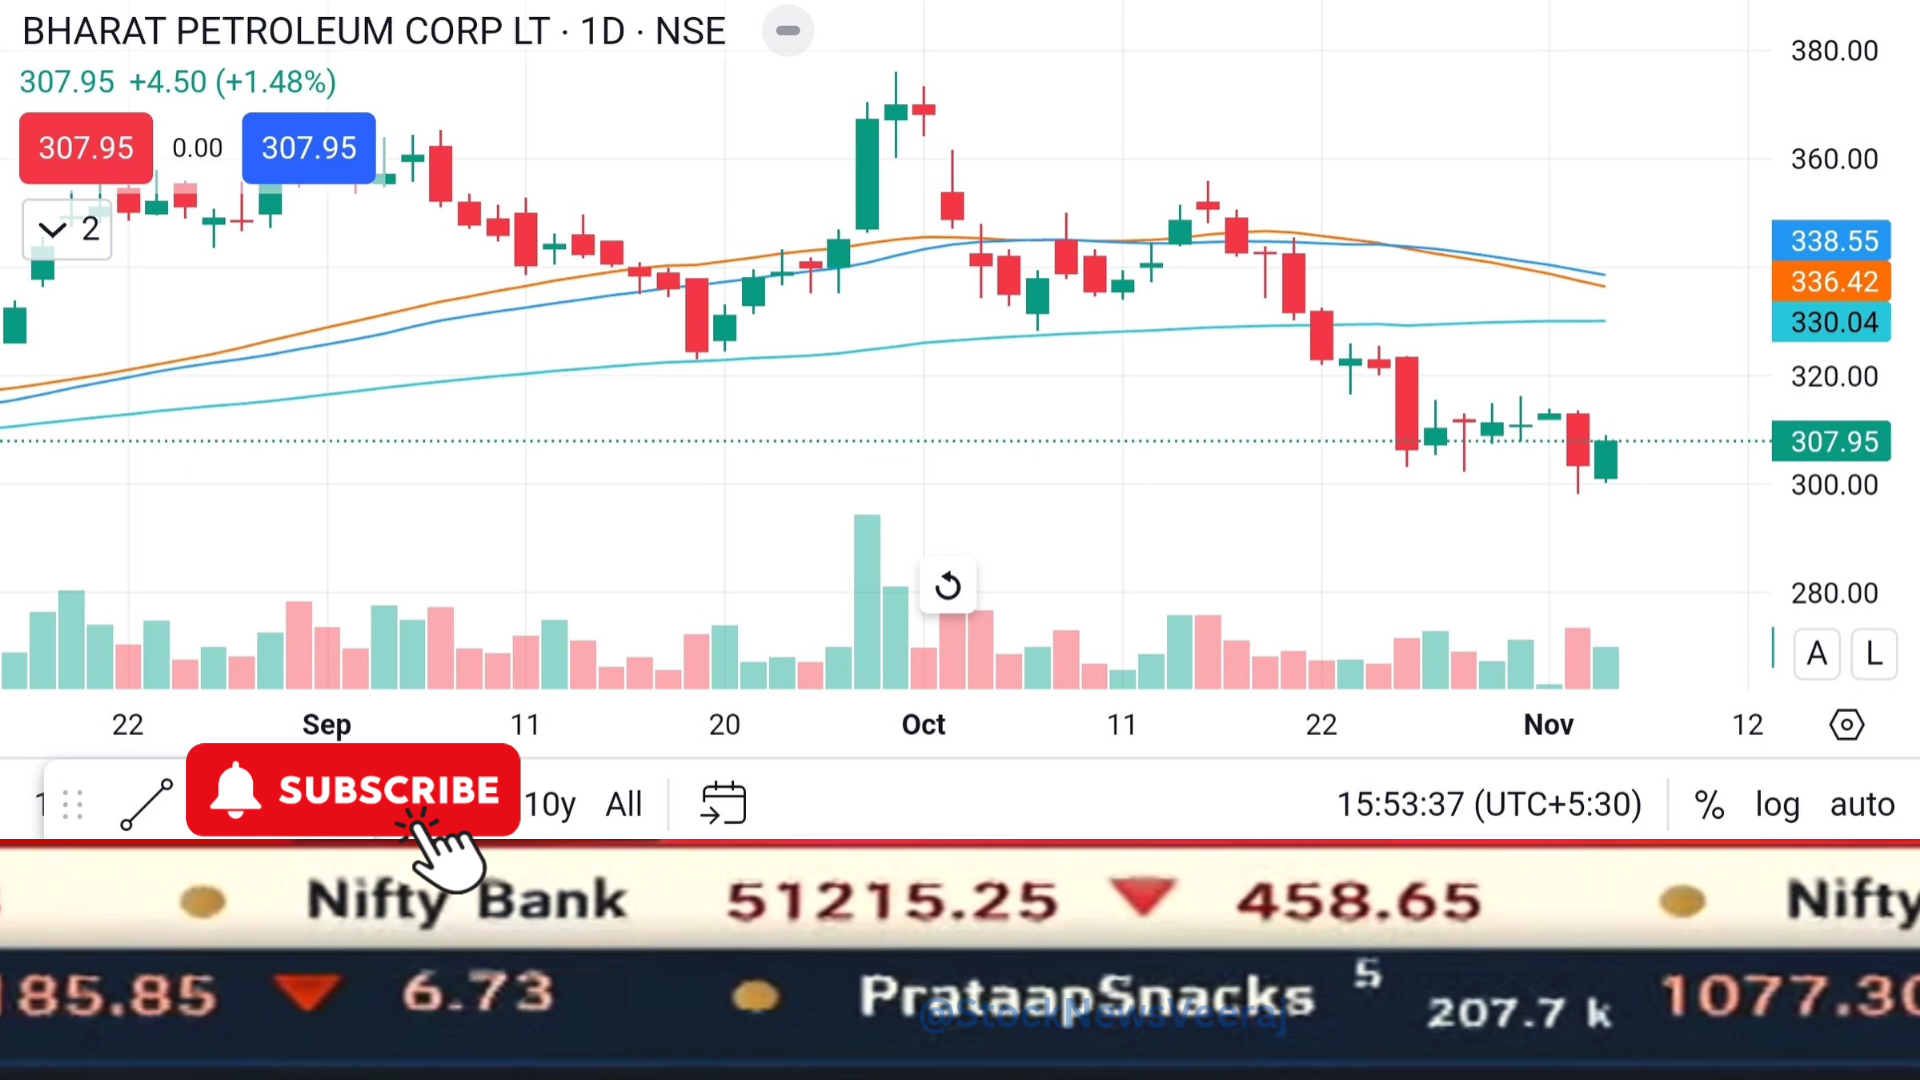 BHARAT PETROLEUM CORP LT · 1D · NSE
307.95 +4.50 (+1.48%)
307.95 0.00 307.95
2
380.00
360.00
338.55
336.42
330.04
320.00
307.95
300.00
280.00
A L
22 Sep 11 20 Oct 11 22 Nov 12
SUBSCRIBE 10y All 15:53:37 (UTC+5:30) % log auto
Nifty Bank 51215.25 458.65 Nifty
185.85 6.73 PrataapSnacks 5 207.7 k 1077.30
@StockNewsVeeraj